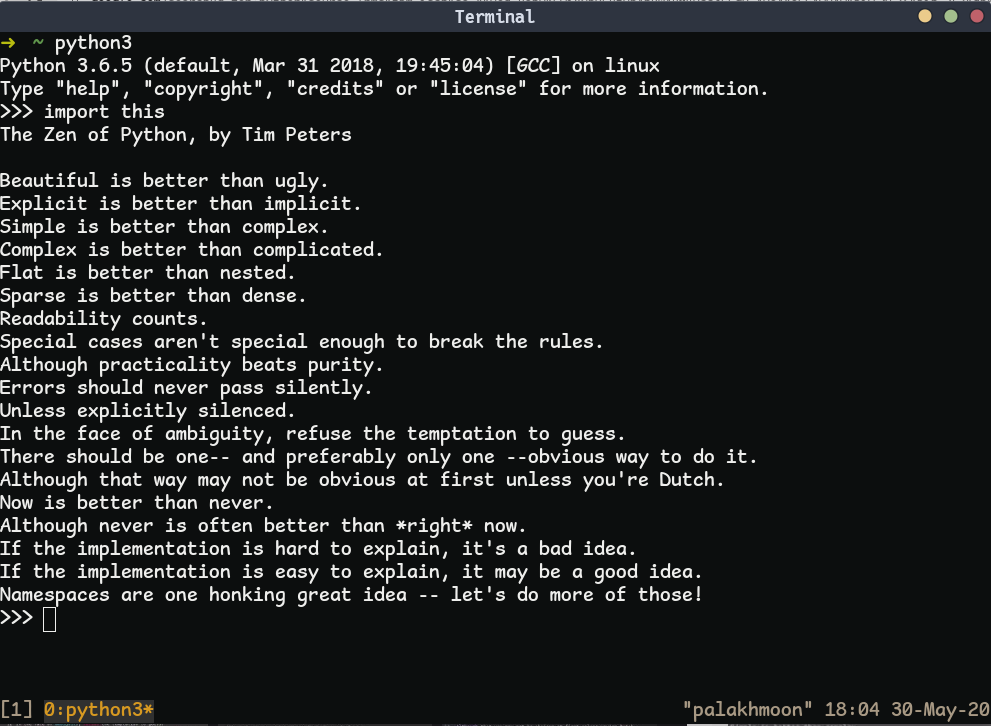 Terminal
→ ~ python3
Python 3.6.5 (default, Mar 31 2018, 19:45:04) [GCC] on linux
Type "help", "copyright", "credits" or "license" for more information.
>>> import this
The Zen of Python, by Tim Peters

Beautiful is better than ugly.
Explicit is better than implicit.
Simple is better than complex.
Complex is better than complicated.
Flat is better than nested.
Sparse is better than dense.
Readability counts.
Special cases aren't special enough to break the rules.
Although practicality beats purity.
Errors should never pass silently.
Unless explicitly silenced.
In the face of ambiguity, refuse the temptation to guess.
There should be one-- and preferably only one --obvious way to do it.
Although that way may not be obvious at first unless you're Dutch.
Now is better than never.
Although never is often better than *right* now.
If the implementation is hard to explain, it's a bad idea.
If the implementation is easy to explain, it may be a good idea.
Namespaces are one honking great idea -- let's do more of those!
>>>
[1] 0:python3* "palakhmoon" 18:04 30-May-20